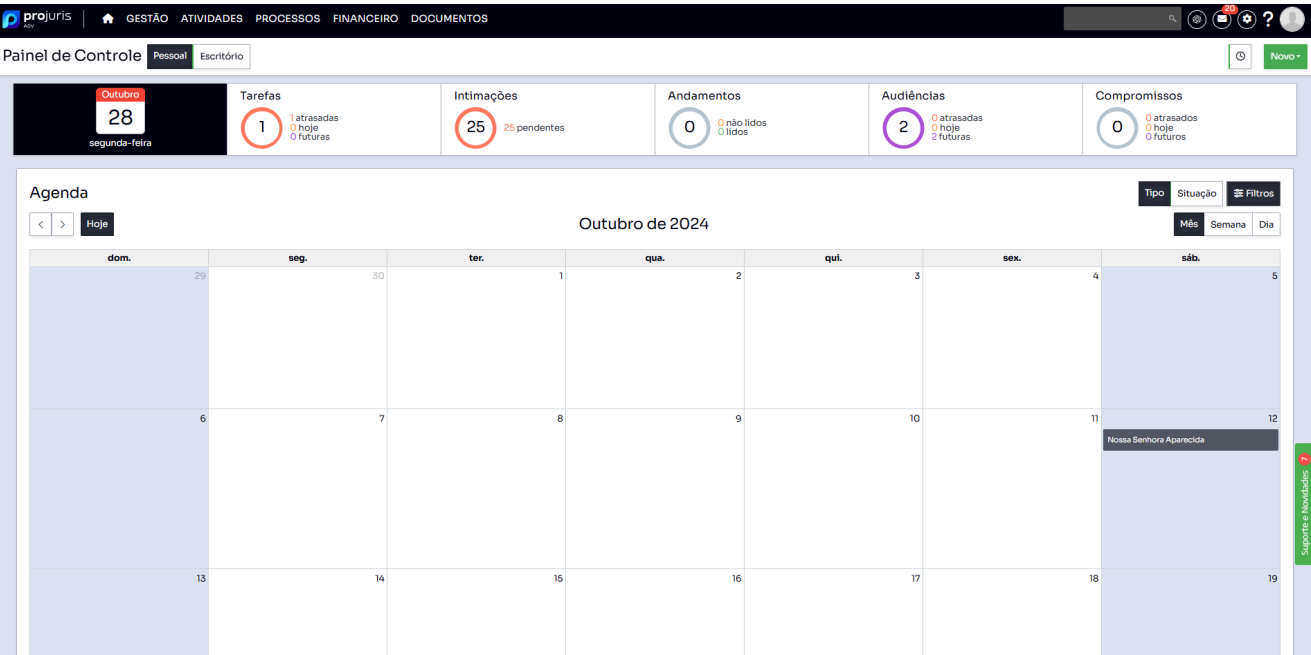 projuris
ADV
GESTÃO ATIVIDADES PROCESSOS FINANCEIRO DOCUMENTOS
20
?
Painel de Controle Pessoal Escritório
Novo
Outubro
28
segunda-feira
Tarefas
1
1 atrasadas
0 hoje
0 futuras
Intimações
25
25 pendentes
Andamentos
0
0 não lidos
0 lidos
Audiências
2
0 atrasadas
0 hoje
2 futuras
Compromissos
0
0 atrasados
0 hoje
0 futuros
Agenda
Tipo Situação Filtros
< > Hoje
Outubro de 2024
Mês Semana Dia
dom. seg. ter. qua. qui. sex. sáb.
29 30 1 2 3 4 5
6 7 8 9 10 11 12
Nossa Senhora Aparecida
13 14 15 16 17 18 19
Suporte e Novidades 7